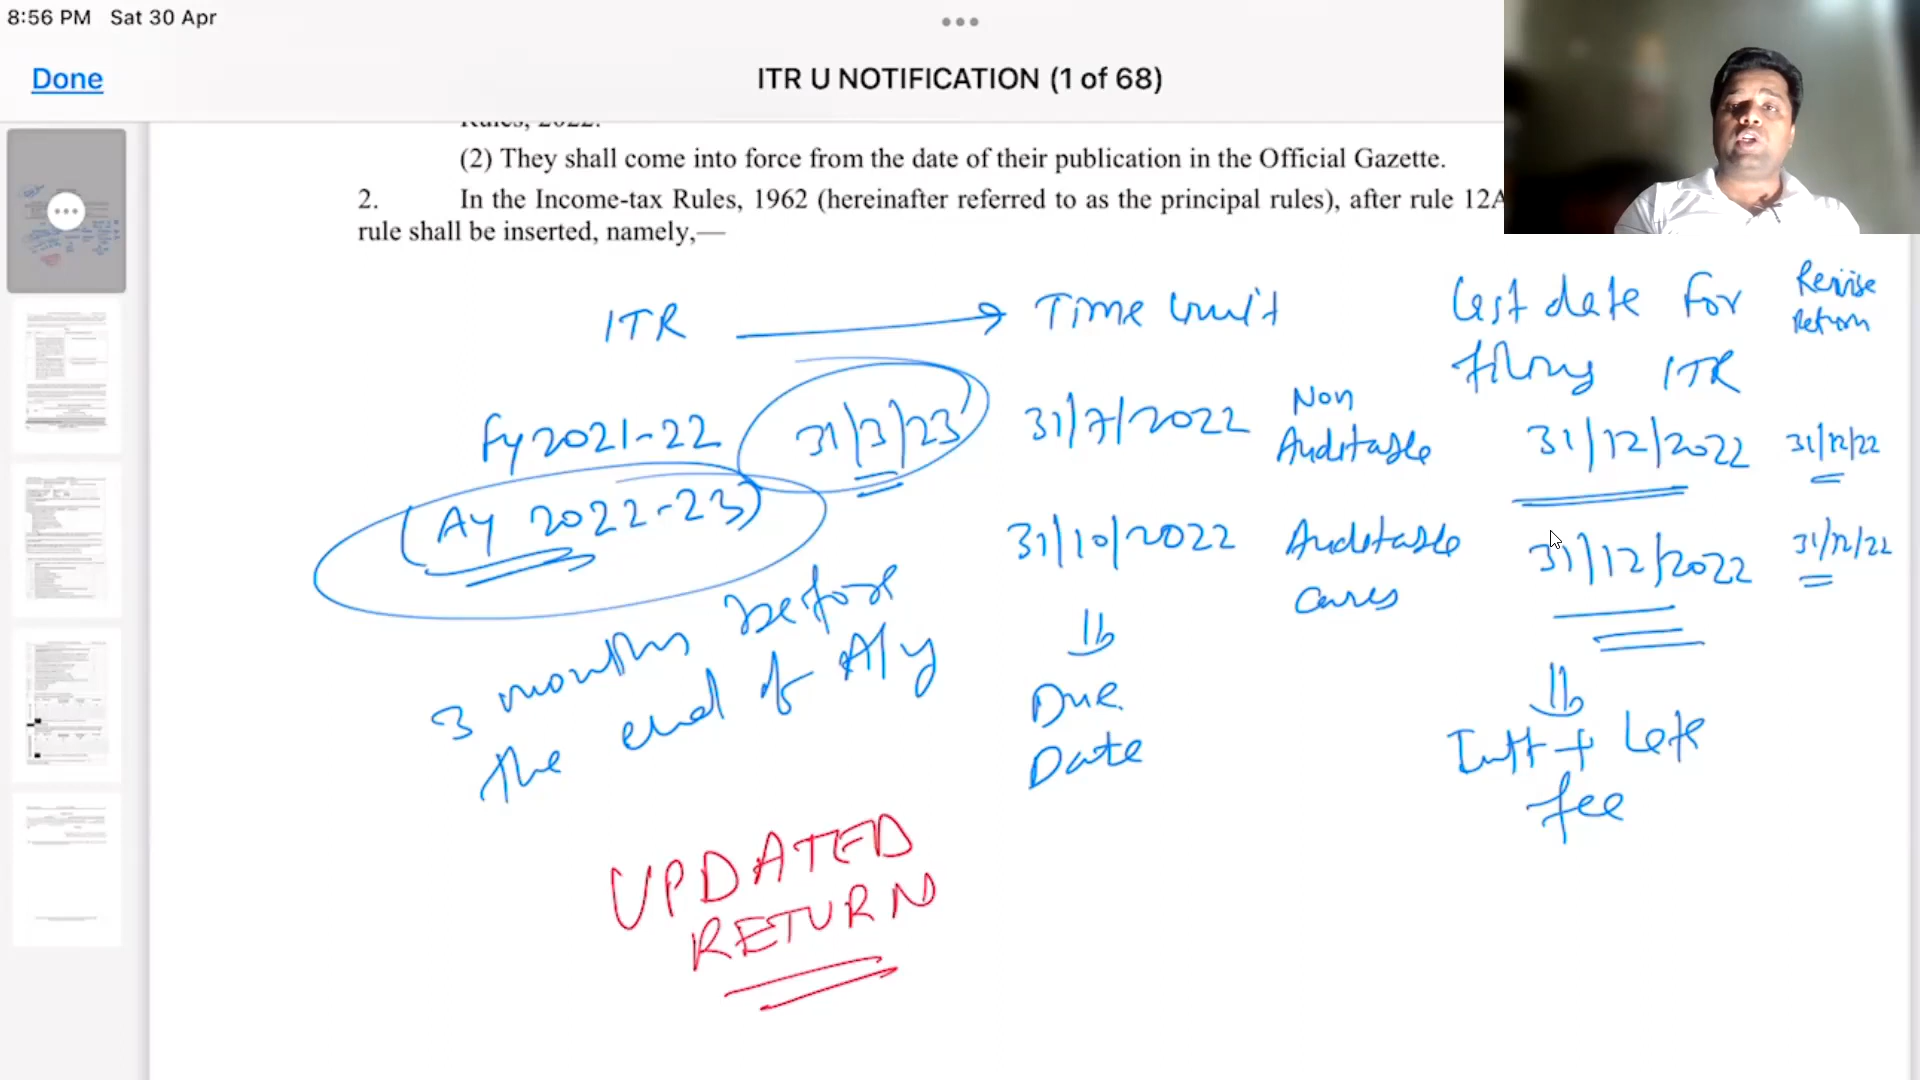 8:56 PM Sat 30 Apr
Done
ITR U NOTIFICATION (1 of 68)
Rules, 2022.
(2) They shall come into force from the date of their publication in the Official Gazette.
2. In the Income-tax Rules, 1962 (hereinafter referred to as the principal rules), after rule 12A
rule shall be inserted, namely,—
ITR → Time limit
Last date For
filing ITR
Revise
Return
Fy 2021-22 31/3/23 31/7/2022 Non
Auditable 31/12/2022 31/12/22
(Ay 2022-23) 31/10/2022 Auditable
Cases 31/12/2022 31/12/22
3 months before
the end of A/y
Due
Date
Intt + Late
fee
UPDATED
RETURN